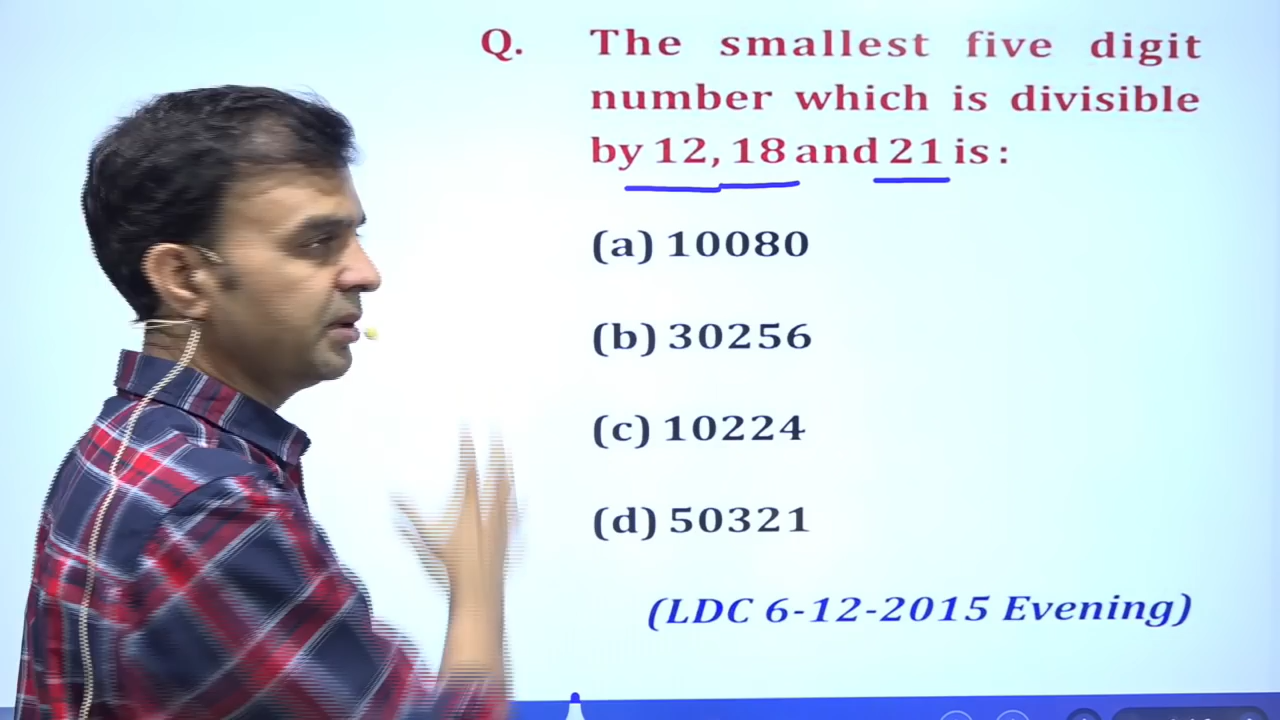 Q. The smallest five digit
number which is divisible
by 12, 18 and 21 is :
(a) 10080
(b) 30256
(c) 10224
(d) 50321
(LDC 6-12-2015 Evening)